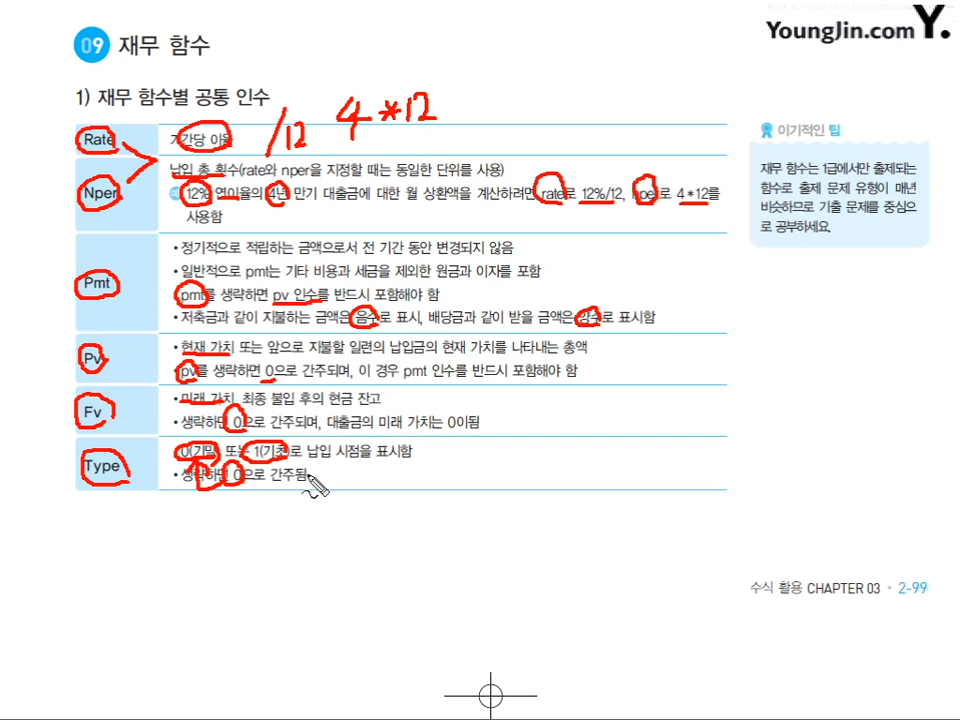 YoungJin.com Y.
09 재무 함수
1) 재무 함수별 공통 인수
/12 4*12
Rate 기간당 이율
Nper 납입 총 횟수(rate와 nper을 지정할 때는 동일한 단위를 사용)
12% 연이율의 4년 만기 대출금에 대한 월 상환액을 계산하려면 rate로 12%/12, nper로 4*12를
사용함
Pmt
• 정기적으로 적립하는 금액으로서 전 기간 동안 변경되지 않음
• 일반적으로 pmt는 기타 비용과 세금을 제외한 원금과 이자를 포함
• pmt를 생략하면 pv 인수를 반드시 포함해야 함
• 저축금과 같이 지불하는 금액은 음수로 표시, 배당금과 같이 받을 금액은 양수로 표시함
Pv
• 현재 가치 또는 앞으로 지불할 일련의 납입금의 현재 가치를 나타내는 총액
• pv를 생략하면 0으로 간주되며, 이 경우 pmt 인수를 반드시 포함해야 함
Fv
• 미래 가치, 최종 불입 후의 현금 잔고
• 생략하면 0으로 간주되며, 대출금의 미래 가치는 0이됨
Type
• 0(기말) 또는 1(기초)로 납입 시점을 표시함
• 생략하면 0으로 간주됨
이기적인 팁
재무 함수는 1급에서만 출제되는
함수로 출제 문제 유형이 매년
비슷하므로 기출 문제를 중심으
로 공부하세요.
수식 활용 CHAPTER 03 • 2-99